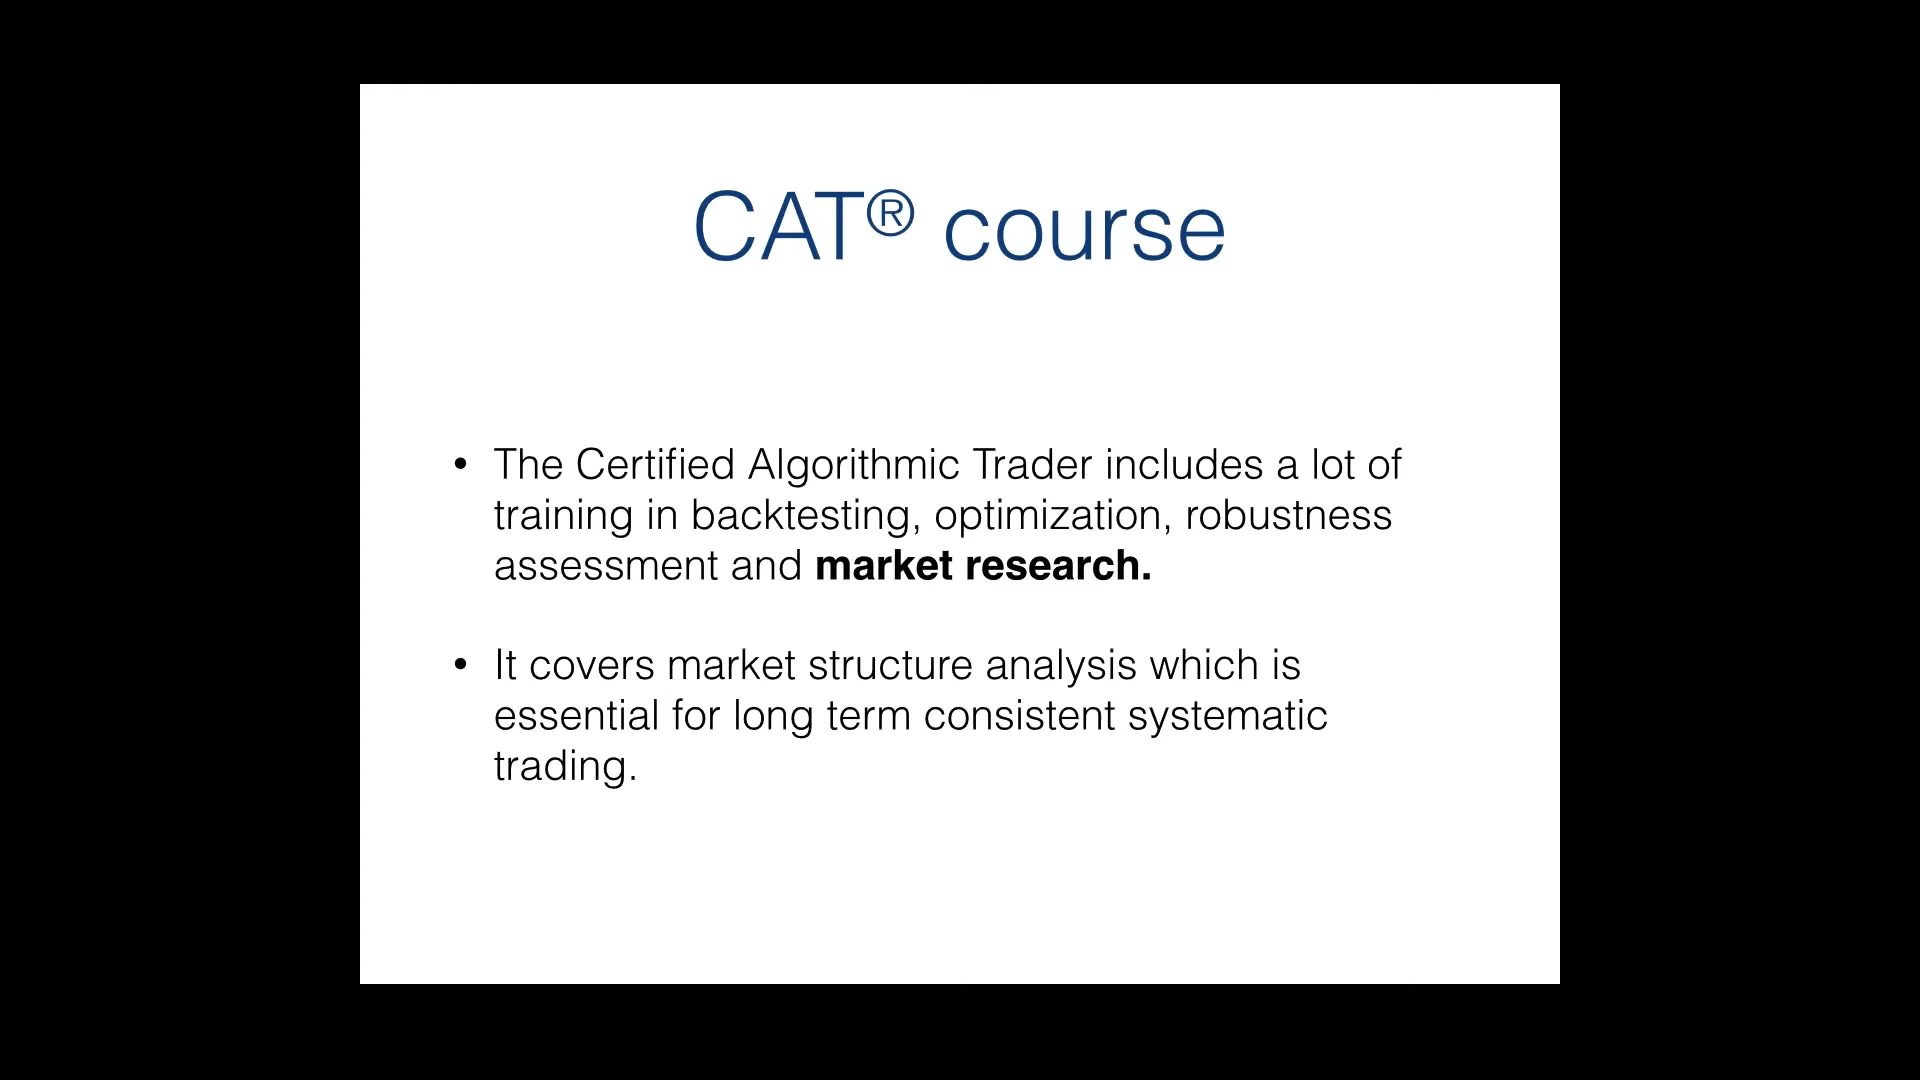 CAT® course
• The Certified Algorithmic Trader includes a lot of
training in backtesting, optimization, robustness
assessment and market research.
• It covers market structure analysis which is
essential for long term consistent systematic
trading.